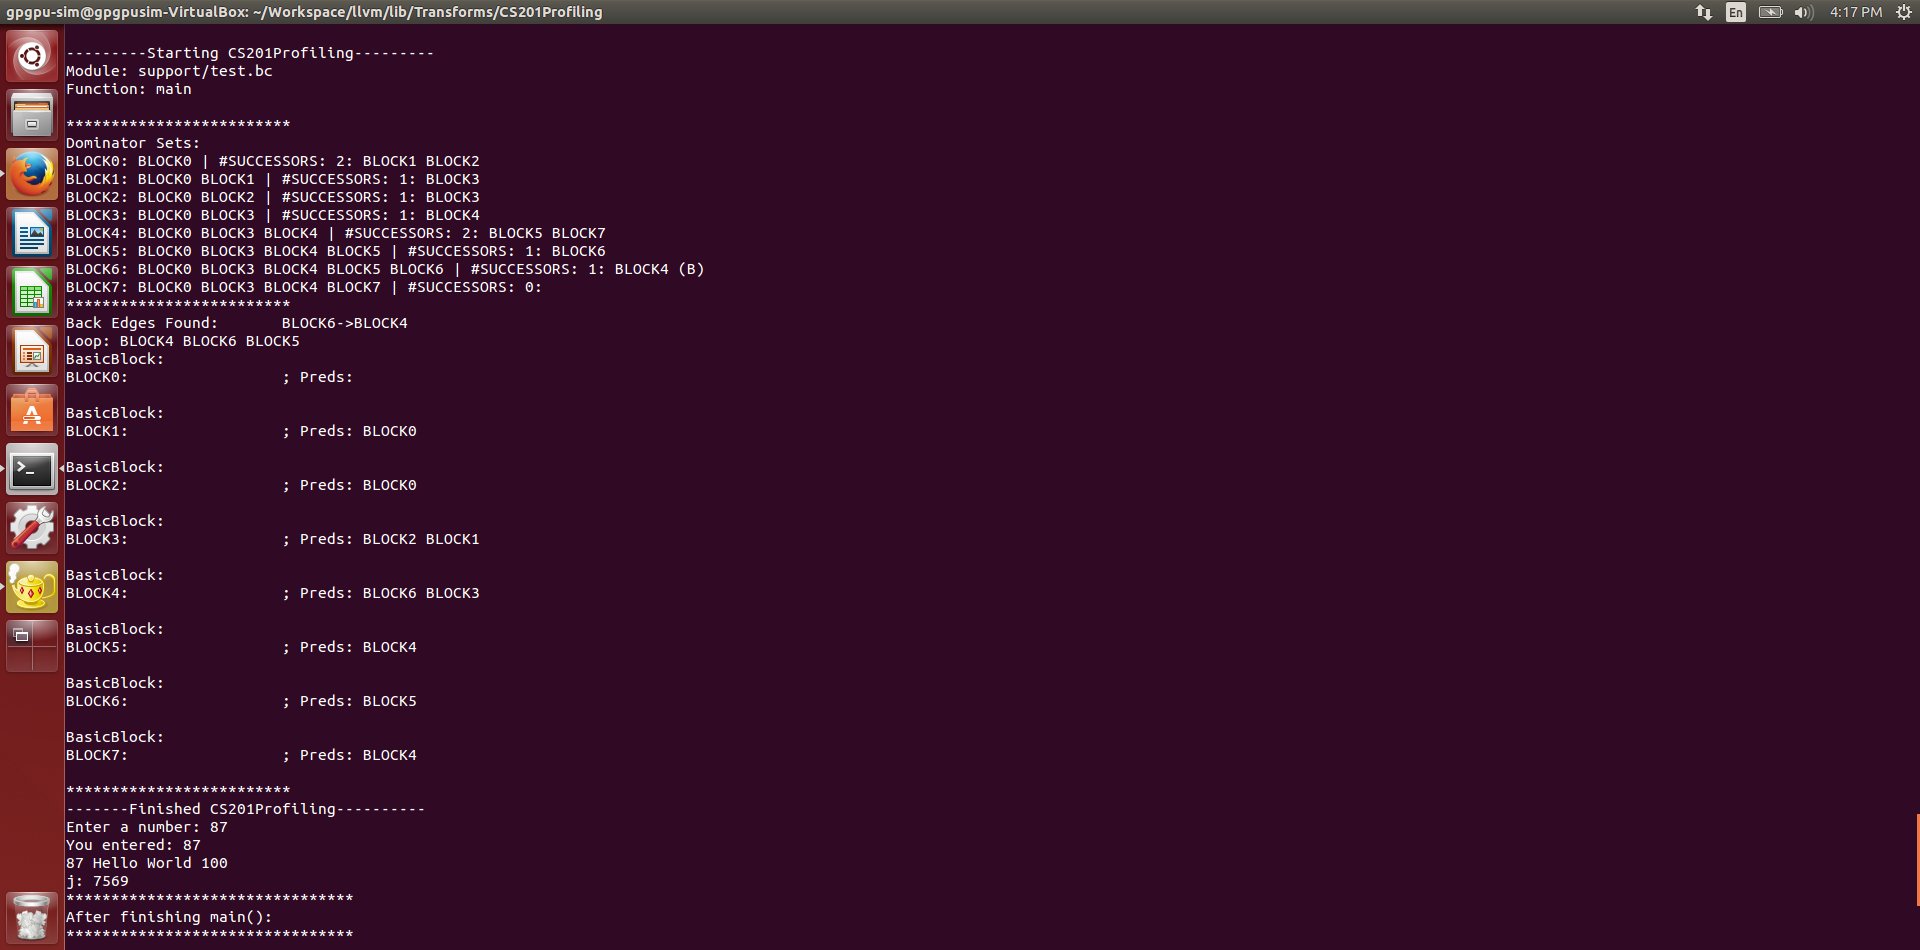 gpgpu-sim@gpgpusim-VirtualBox: ~/Workspace/llvm/lib/Transforms/CS201Profiling
En
4:17 PM
---------Starting CS201Profiling---------
Module: support/test.bc
Function: main
*************************
Dominator Sets:
BLOCK0: BLOCK0 | #SUCCESSORS: 2: BLOCK1 BLOCK2
BLOCK1: BLOCK0 BLOCK1 | #SUCCESSORS: 1: BLOCK3
BLOCK2: BLOCK0 BLOCK2 | #SUCCESSORS: 1: BLOCK3
BLOCK3: BLOCK0 BLOCK3 | #SUCCESSORS: 1: BLOCK4
BLOCK4: BLOCK0 BLOCK3 BLOCK4 | #SUCCESSORS: 2: BLOCK5 BLOCK7
BLOCK5: BLOCK0 BLOCK3 BLOCK4 BLOCK5 | #SUCCESSORS: 1: BLOCK6
BLOCK6: BLOCK0 BLOCK3 BLOCK4 BLOCK5 BLOCK6 | #SUCCESSORS: 1: BLOCK4 (B)
BLOCK7: BLOCK0 BLOCK3 BLOCK4 BLOCK7 | #SUCCESSORS: 0:
*************************
Back Edges Found:       BLOCK6->BLOCK4
Loop: BLOCK4 BLOCK6 BLOCK5
BasicBlock:
BLOCK0:                 ; Preds:
BasicBlock:
BLOCK1:                 ; Preds: BLOCK0
BasicBlock:
BLOCK2:                 ; Preds: BLOCK0
BasicBlock:
BLOCK3:                 ; Preds: BLOCK2 BLOCK1
BasicBlock:
BLOCK4:                 ; Preds: BLOCK6 BLOCK3
BasicBlock:
BLOCK5:                 ; Preds: BLOCK4
BasicBlock:
BLOCK6:                 ; Preds: BLOCK5
BasicBlock:
BLOCK7:                 ; Preds: BLOCK4
*************************
-------Finished CS201Profiling----------
Enter a number: 87
You entered: 87
87 Hello World 100
j: 7569
********************************
After finishing main():
********************************